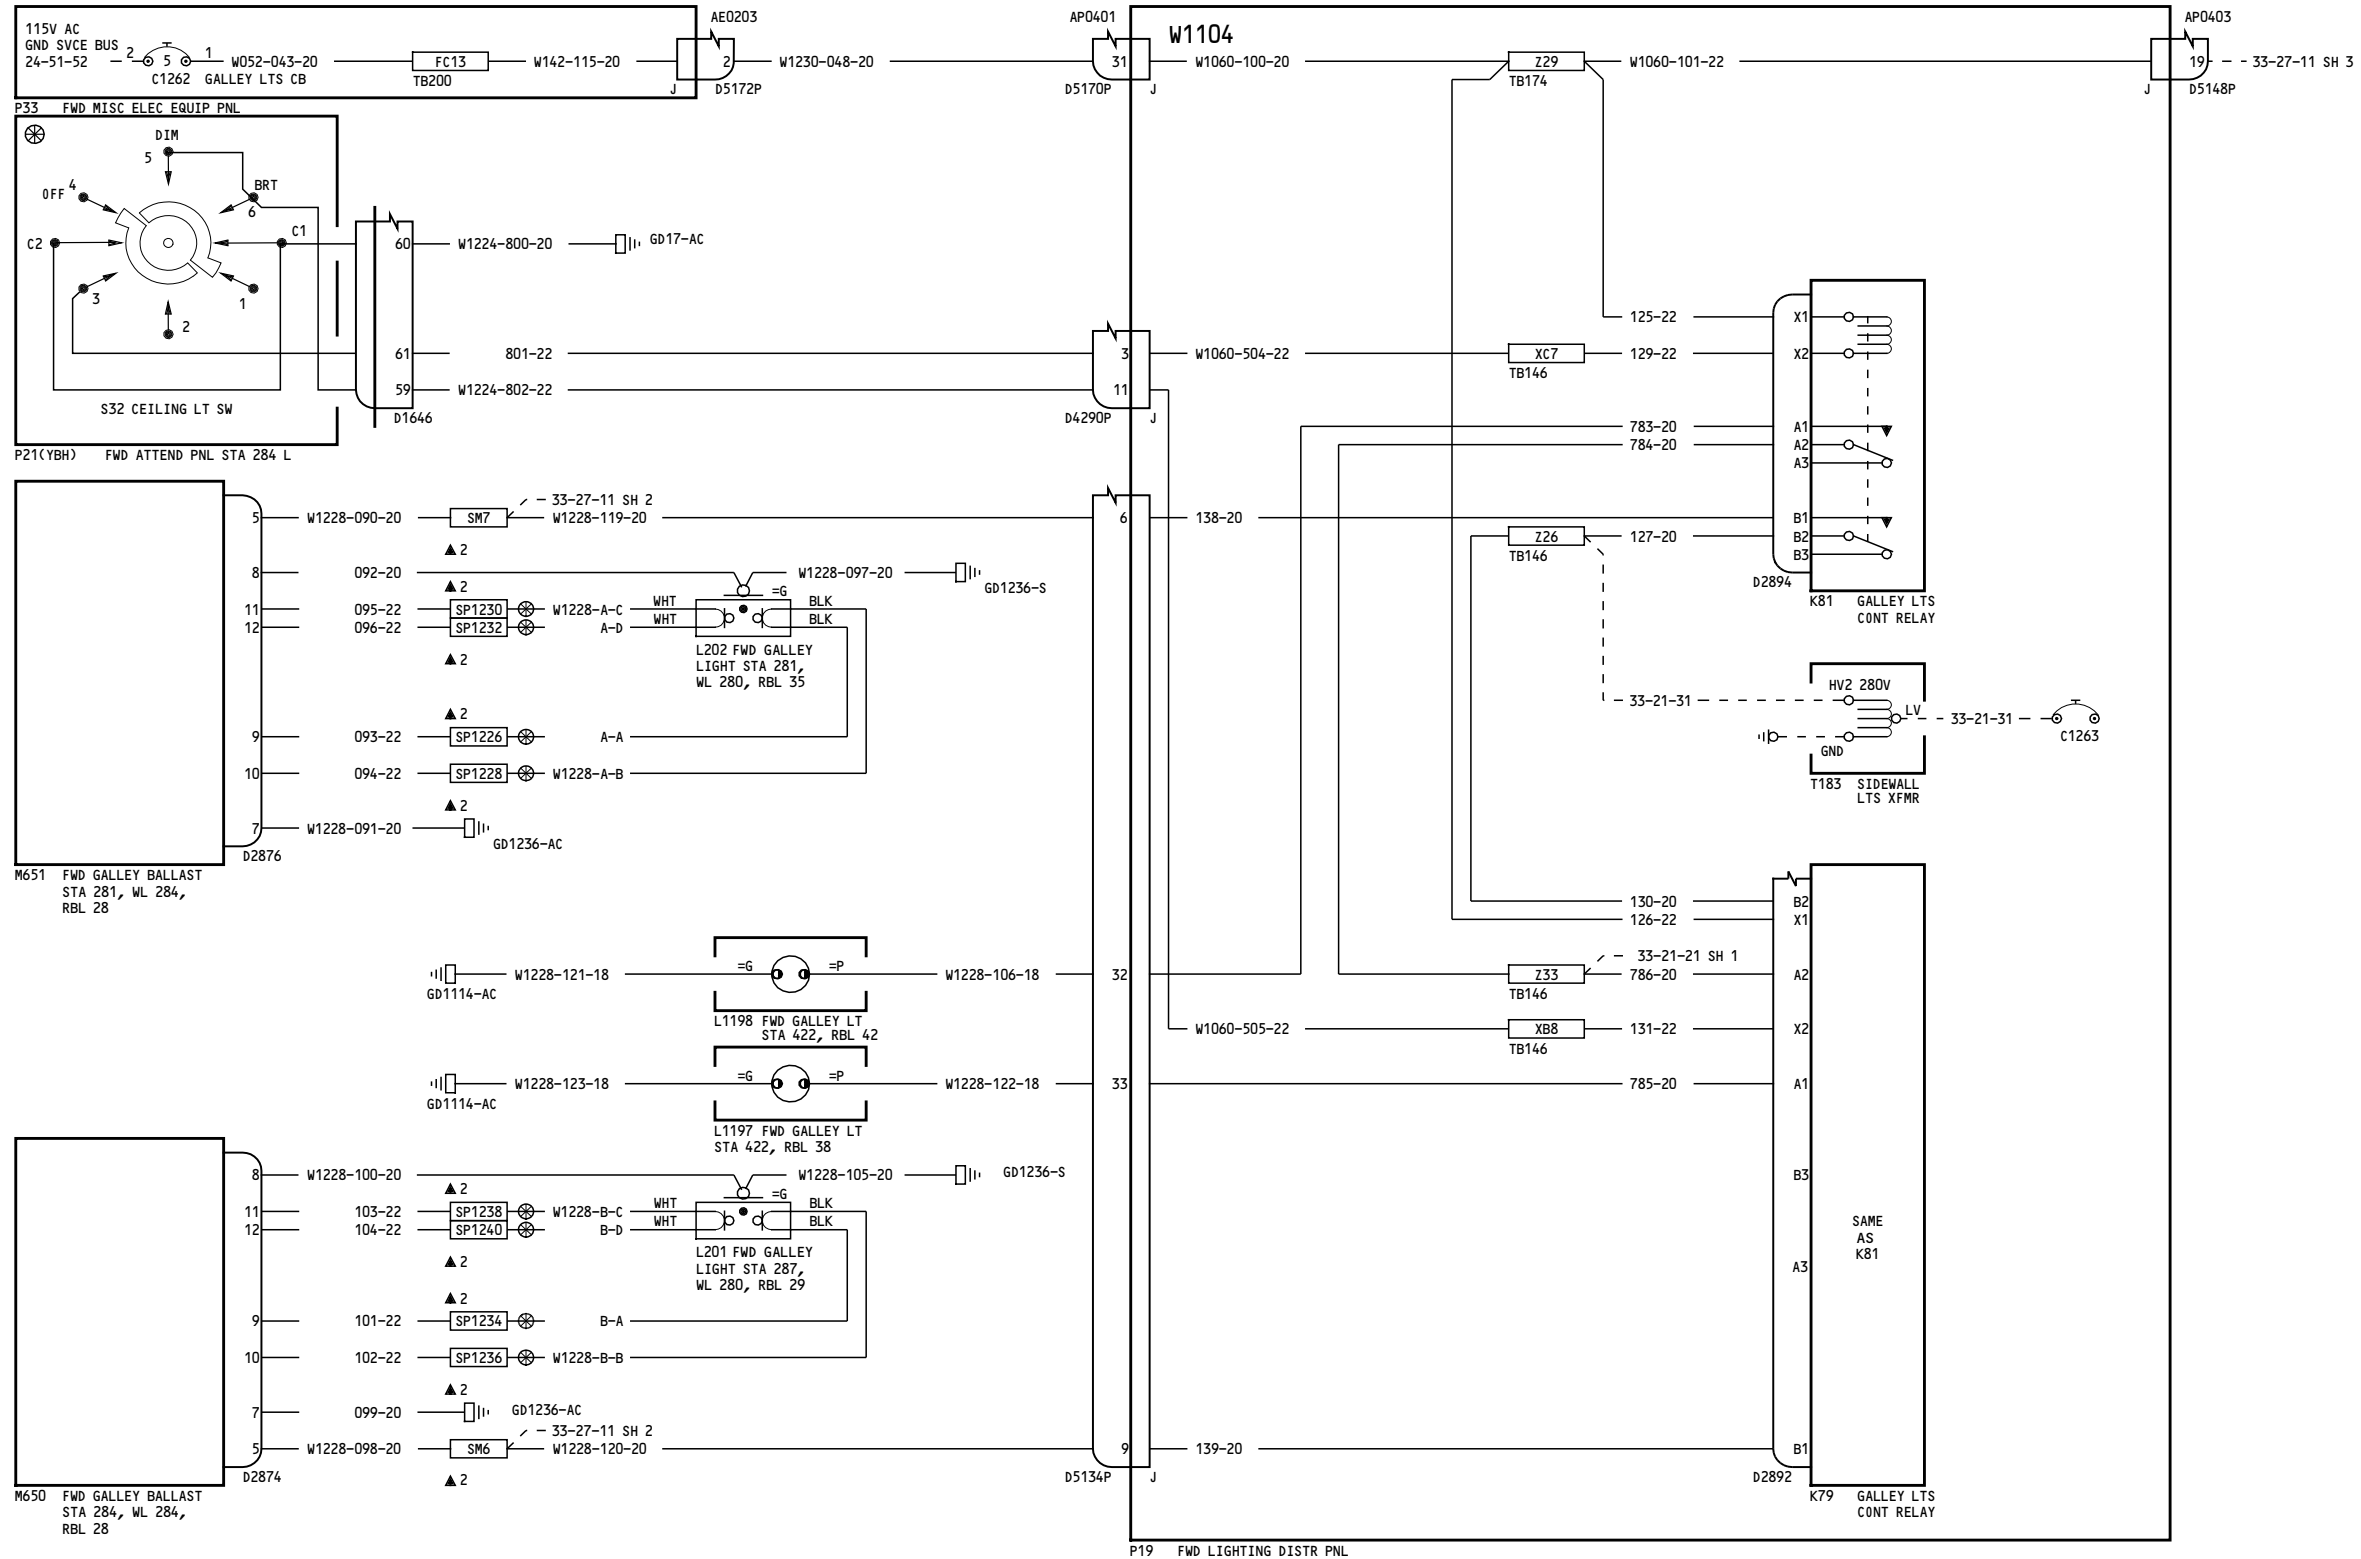 115V AC
GND SVCE BUS
24-51-52
2
5
1
C1262
GALLEY LTS CB
W052-043-20
FC13
TB200
W142-115-20
AE0203
2
J
D5172P
W1230-048-20
AP0401
31
D5170P
J
W1104
W1060-100-20
Z29
TB174
W1060-101-22
AP0403
19
J
D5148P
33-27-11 SH 3
P33
FWD MISC ELEC EQUIP PNL
DIM
5
OFF
4
BRT
6
C2
C1
3
1
2
S32 CEILING LT SW
P21(YBH)
FWD ATTEND PNL STA 284 L
60
W1224-800-20
GD17-AC
61
801-22
59
W1224-802-22
D1646
3
11
D4290P
J
W1060-504-22
XC7
TB146
125-22
129-22
783-20
784-20
X1
X2
A1
A2
A3
B1
B2
B3
D2894
K81
GALLEY LTS
CONT RELAY
5
W1228-090-20
SM7
33-27-11 SH 2
W1228-119-20
6
138-20
Z26
TB146
127-20
2
8
092-20
W1228-097-20
GD1236-S
2
=G
11
095-22
SP1230
W1228-A-C
WHT
BLK
12
096-22
SP1232
A-D
WHT
BLK
2
L202 FWD GALLEY
LIGHT STA 281,
WL 280, RBL 35
2
9
093-22
SP1226
A-A
10
094-22
SP1228
W1228-A-B
2
7
W1228-091-20
GD1236-AC
D2876
M651
FWD GALLEY BALLAST
STA 281, WL 284,
RBL 28
33-21-31
HV2 280V
LV
33-21-31
C1263
GND
T183
SIDEWALL
LTS XFMR
130-20
126-22
B2
X1
33-21-21 SH 1
GD1114-AC
W1228-121-18
=G
=P
W1228-106-18
32
Z33
TB146
786-20
A2
L1198 FWD GALLEY LT
STA 422, RBL 42
W1060-505-22
XB8
TB146
131-22
X2
GD1114-AC
W1228-123-18
=G
=P
W1228-122-18
33
785-20
A1
L1197 FWD GALLEY LT
STA 422, RBL 38
8
W1228-100-20
W1228-105-20
GD1236-S
B3
2
=G
11
103-22
SP1238
W1228-B-C
WHT
BLK
12
104-22
SP1240
B-D
WHT
BLK
SAME
AS
K81
2
L201 FWD GALLEY
LIGHT STA 287,
WL 280, RBL 29
A3
2
9
101-22
SP1234
B-A
10
102-22
SP1236
W1228-B-B
2
7
099-20
GD1236-AC
33-27-11 SH 2
5
W1228-098-20
SM6
W1228-120-20
9
139-20
B1
D2874
2
D5134P
J
D2892
M650
FWD GALLEY BALLAST
STA 284, WL 284,
RBL 28
K79
GALLEY LTS
CONT RELAY
P19
FWD LIGHTING DISTR PNL